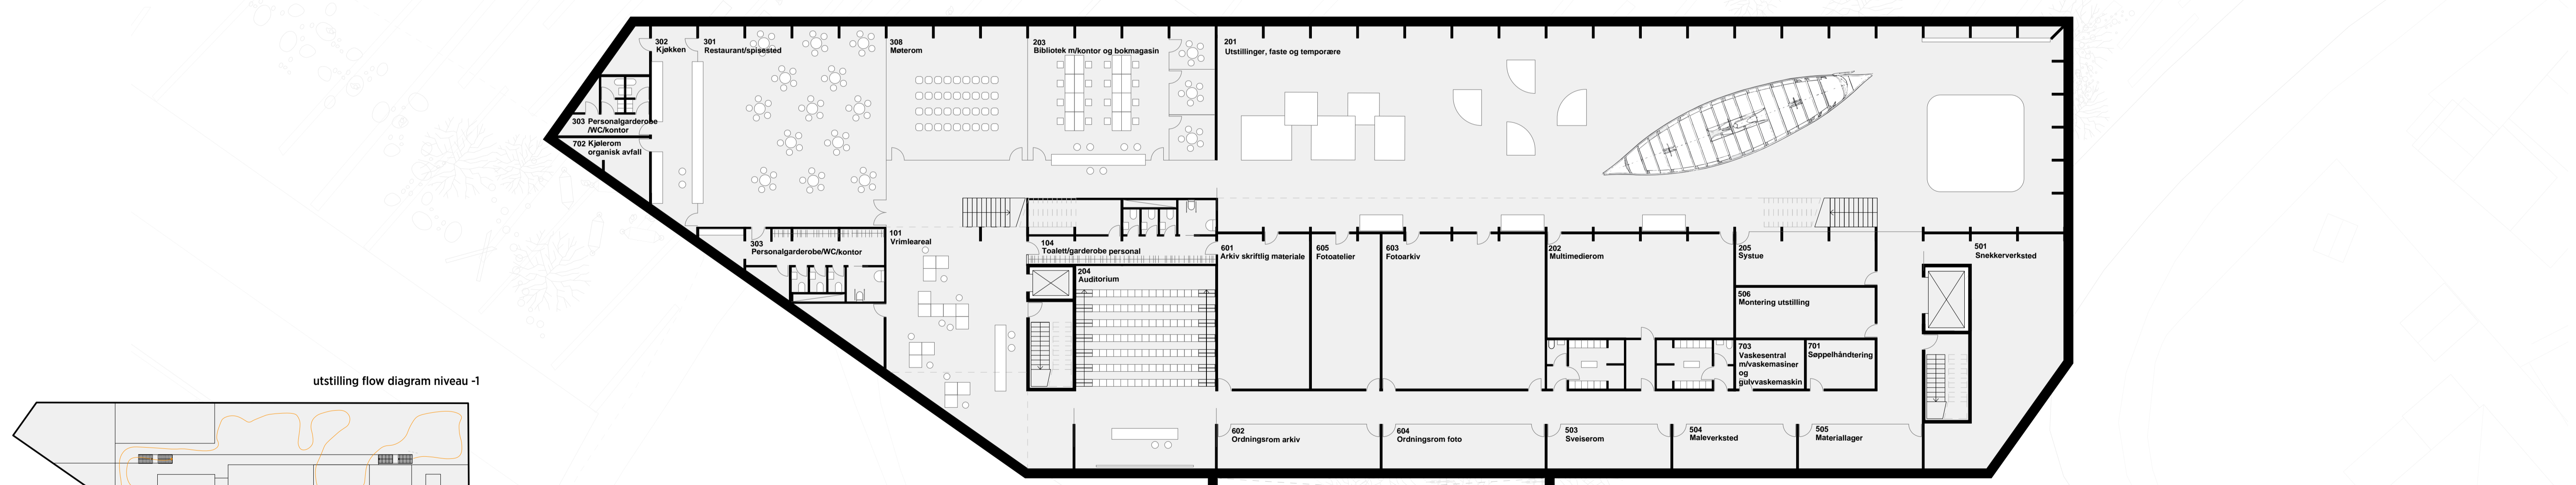 302
Kjøkken
301
Restaurant/spisested
308
Møterom
203
Bibliotek m/kontor og bokmagasin
201
Utstillinger, faste og temporære
303 Personalgarderobe
/WC/kontor
702 Kjølerom
organisk avfall
303
Personalgarderobe/WC/kontor
101
Vrimleareal
104
Toalett/garderobe personal
204
Auditorium
601
Arkiv skriftlig materiale
605
Fotoatelier
603
Fotoarkiv
202
Multimedierom
205
Systue
501
Snekkerverksted
506
Montering utstilling
703
Vaskesentral
m/vaskemasiner
og
gulvvaskemaskin
701
Søppelhåndtering
602
Ordningsrom arkiv
604
Ordningsrom foto
503
Sveiserom
504
Maleverksted
505
Materiallager
utstilling flow diagram niveau -1